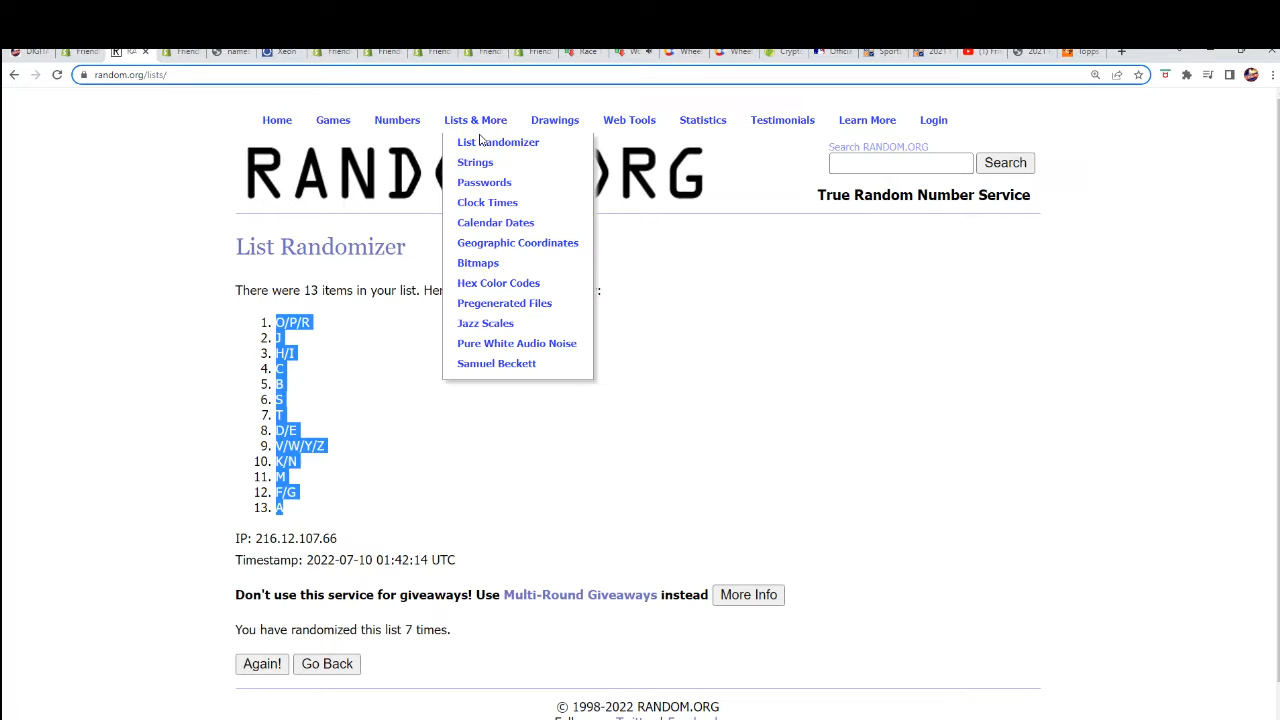 random.org/lists/
Home Games Numbers Lists & More Drawings Web Tools Statistics Testimonials Learn More Login
List Randomizer
Strings
Passwords
Clock Times
Calendar Dates
Geographic Coordinates
Bitmaps
Hex Color Codes
Pregenerated Files
Jazz Scales
Pure White Audio Noise
Samuel Beckett
Search RANDOM.ORG
Search
True Random Number Service
List Randomizer
There were 13 items in your list. :
1. O/P/R
2. J
3. H/I
4. C
5. B
6. S
7. T
8. D/E
9. V/W/Y/Z
10. K/N
11. M
12. F/G
13. A
IP: 216.12.107.66
Timestamp: 2022-07-10 01:42:14 UTC
Don't use this service for giveaways! Use Multi-Round Giveaways instead More Info
You have randomized this list 7 times.
Again! Go Back
© 1998-2022 RANDOM.ORG